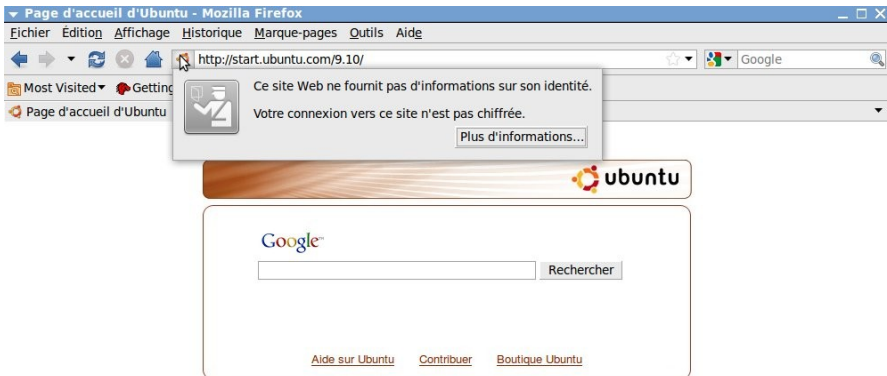 Page d'accueil d'Ubuntu - Mozilla Firefox
Fichier Édition Affichage Historique Marque-pages Outils Aide
http://start.ubuntu.com/9.10/ Google
Most Visited Getting
Ce site Web ne fournit pas d'informations sur son identité.
Votre connexion vers ce site n'est pas chiffrée.
Plus d'informations...
Page d'accueil d'Ubuntu
ubuntu
Google™
Rechercher
Aide sur Ubuntu Contribuer Boutique Ubuntu